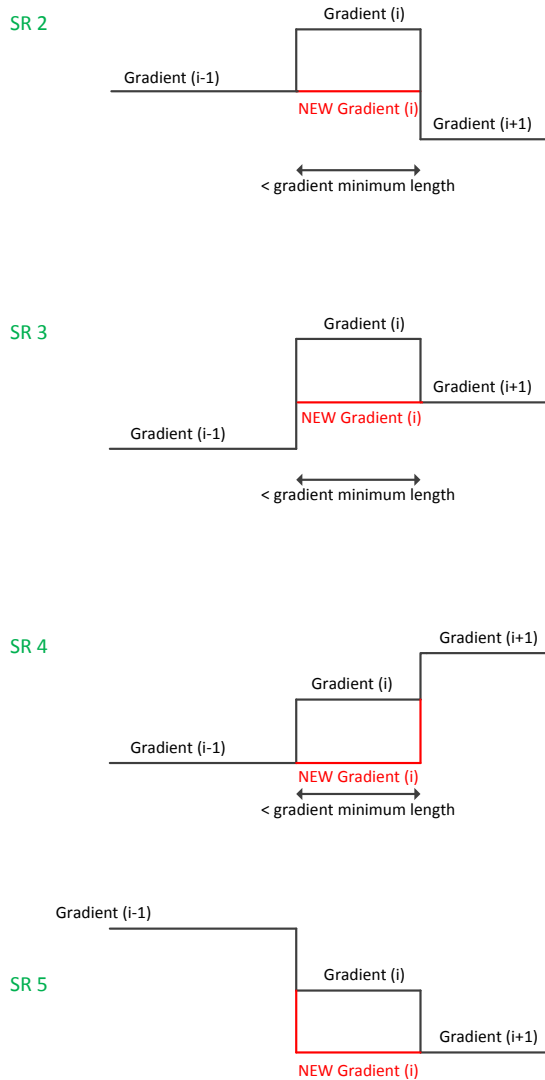 SR 2
Gradient (i)
Gradient (i-1)
NEW Gradient (i)
Gradient (i+1)
< gradient minimum length
SR 3
Gradient (i)
Gradient (i+1)
NEW Gradient (i)
Gradient (i-1)
< gradient minimum length
SR 4
Gradient (i+1)
Gradient (i)
Gradient (i-1)
NEW Gradient (i)
< gradient minimum length
Gradient (i-1)
SR 5
Gradient (i)
Gradient (i+1)
NEW Gradient (i)